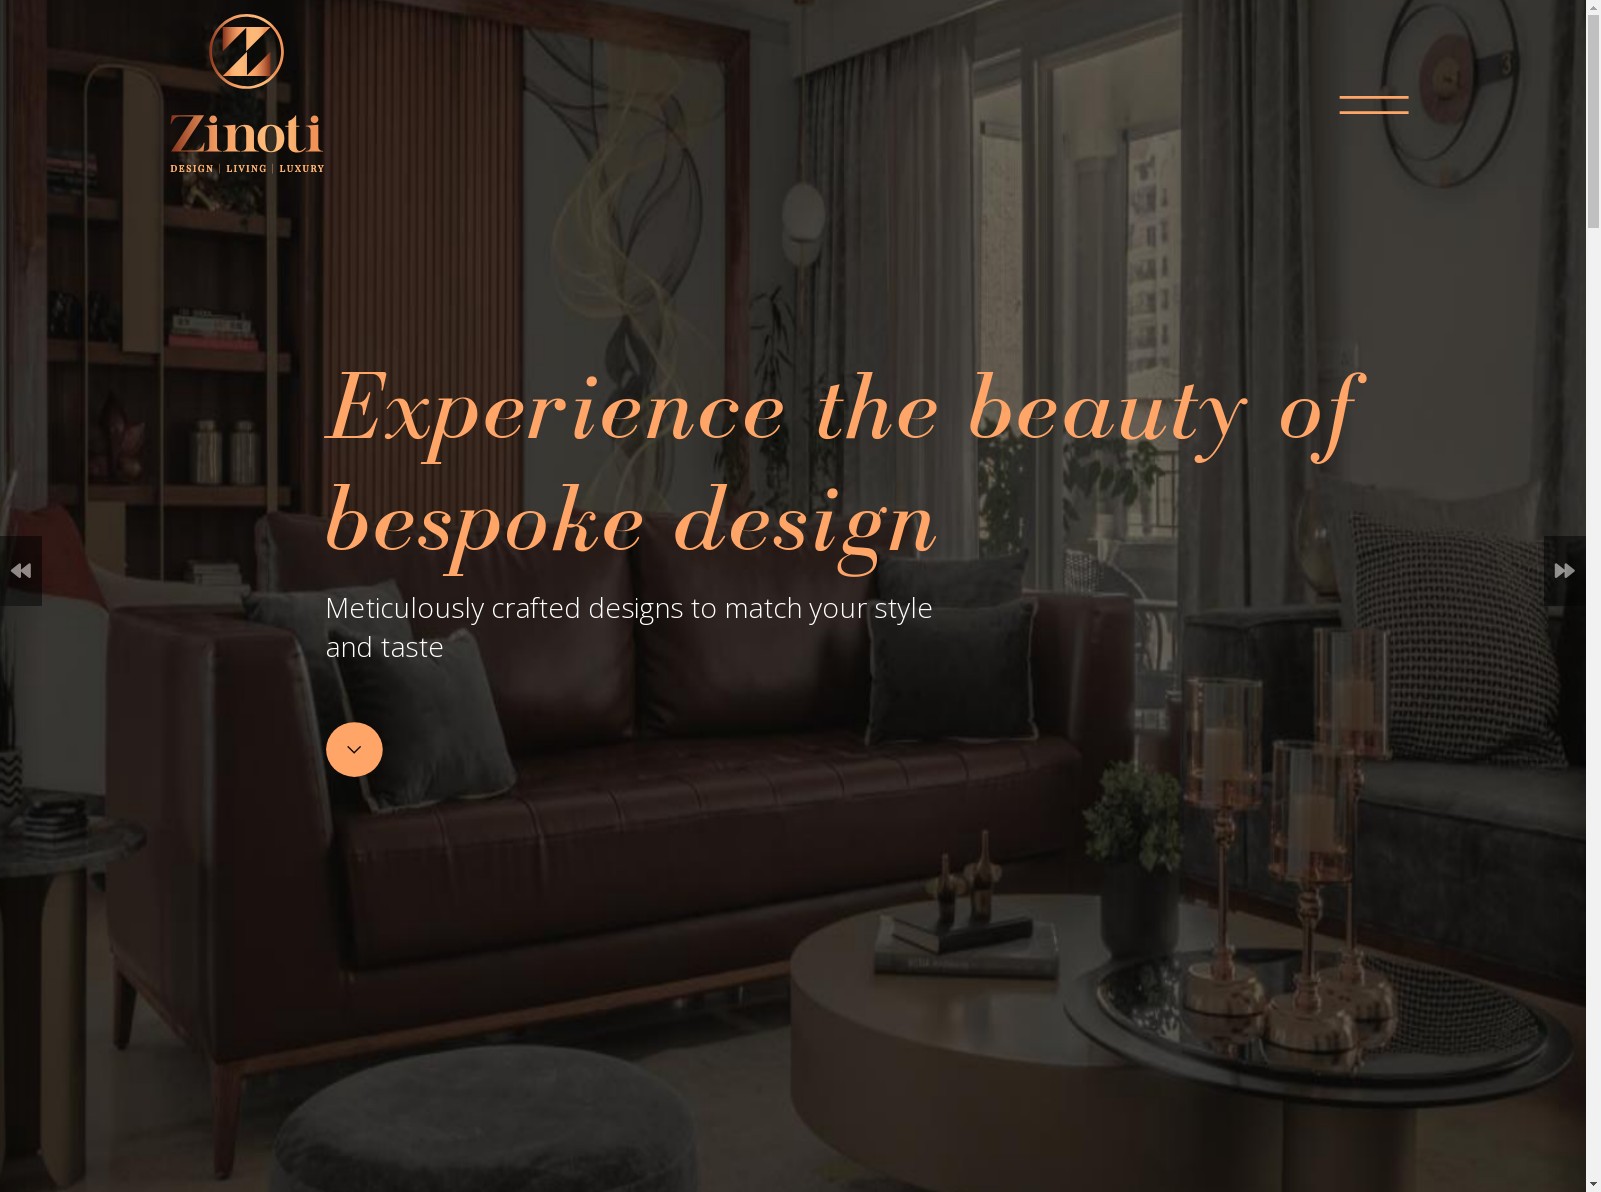 Zinoti
DESIGN | LIVING | LUXURY
3
Experience the beauty of
bespoke design
Meticulously crafted designs to match your style
and taste